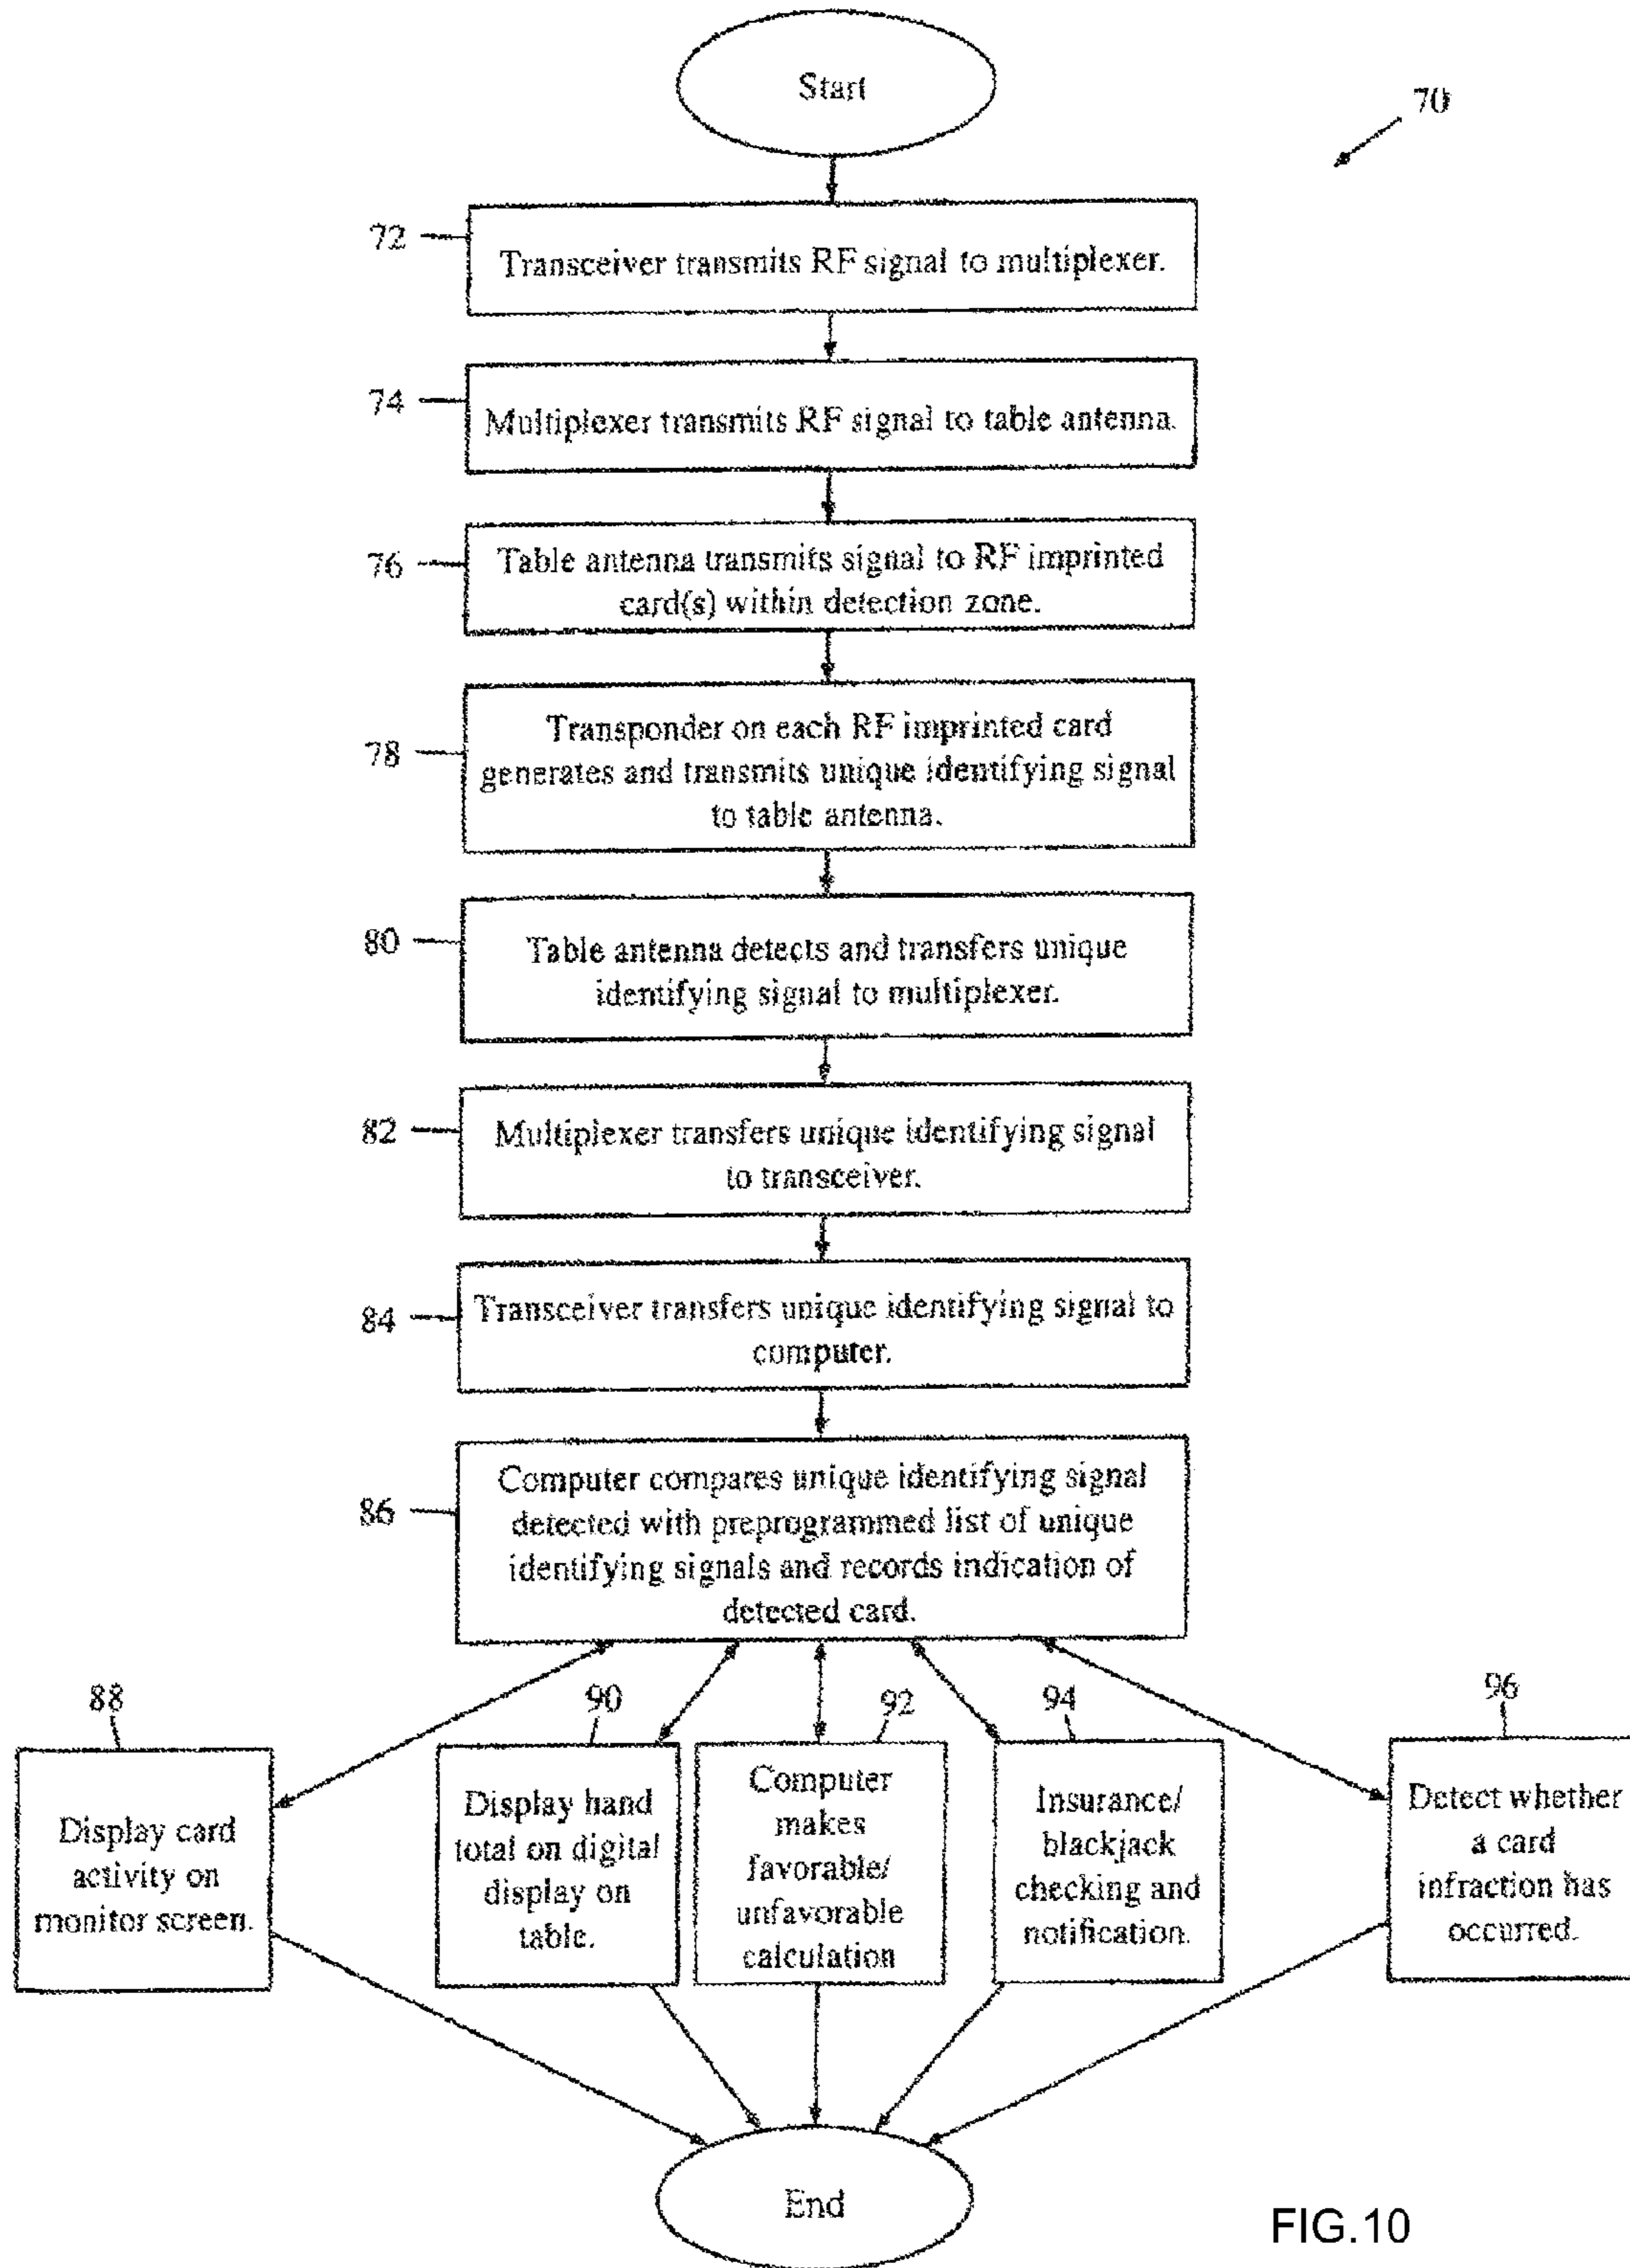 Start
70
72
Transceiver transmits RF signal to multiplexer.
74
Multiplexer transmits RF signal to table antenna.
76
Table antenna transmits signal to RF imprinted
card(s) within detection zone.
78
Transponder on each RF imprinted card
generates and transmits unique identifying signal
to table antenna.
80
Table antenna detects and transfers unique
identifying signal to multiplexer.
82
Multiplexer transfers unique identifying signal
to transceiver.
84
Transceiver transfers unique identifying signal to
computer.
86
Computer compares unique identifying signal
detected with preprogrammed list of unique
identifying signals and records indication of
detected card.
88
Display card
activity on
monitor screen.
90
Display hand
total on digital
display on
table.
92
Computer
makes
favorable/
unfavorable
calculation
94
Insurance/
blackjack
checking and
notification.
96
Detect whether
a card
infraction has
occurred.
End
FIG.10